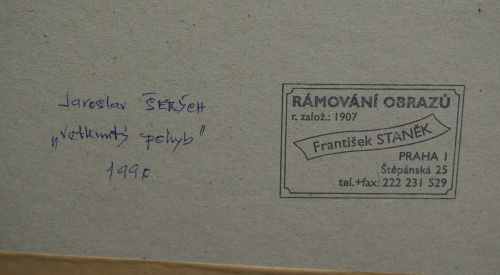 Jaroslav ŠERÝCH
„Vetknutý pohyb"
1990
RÁMOVÁNÍ OBRAZŮ
r. založ.: 1907
František STANĚK
PRAHA 1
Štěpánská 25
tel.+fax: 222 231 529